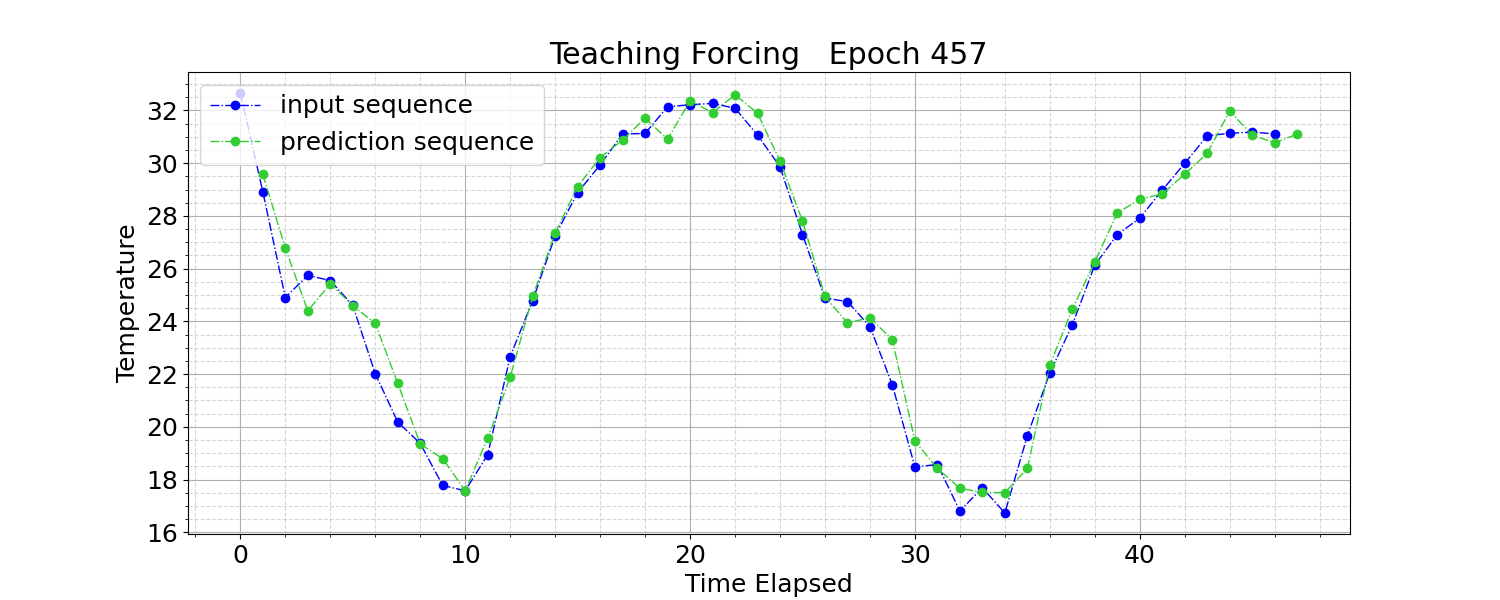 Teaching Forcing   Epoch 457
input sequence
prediction sequence
Temperature
32
30
28
26
24
22
20
18
16
0 10 20 30 40
Time Elapsed